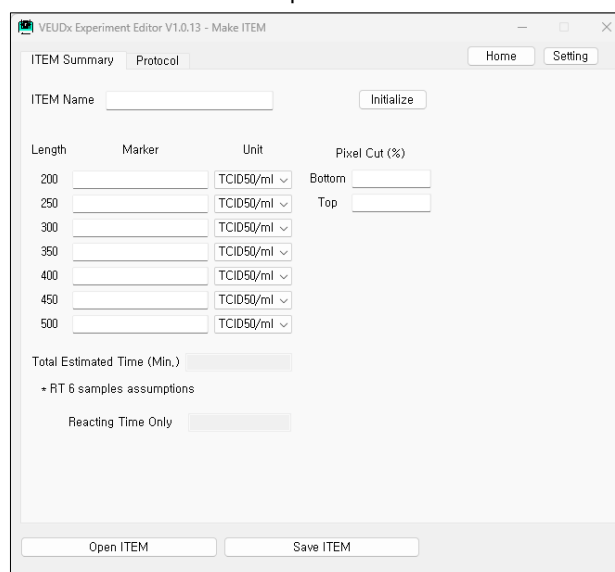 VEUDx Experiment Editor V1.0.13 - Make ITEM
ITEM Summary Protocol Home Setting
ITEM Name Initialize
Length Marker Unit Pixel Cut (%)
200 TCID50/ml Bottom
250 TCID50/ml Top
300 TCID50/ml
350 TCID50/ml
400 TCID50/ml
450 TCID50/ml
500 TCID50/ml
Total Estimated Time (Min.)
* RT 6 samples assumptions
Reacting Time Only
Open ITEM Save ITEM